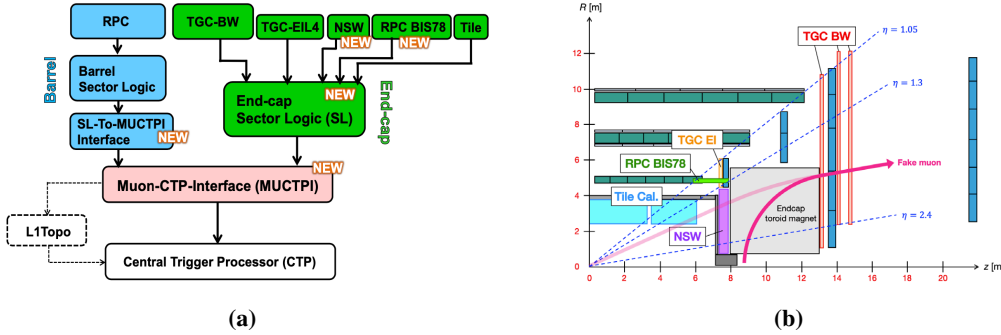 RPC
TGC-BW
TGC-EIL4
NSW
NEW
RPC BIS78
NEW
Tile
Barrel
Barrel
Sector Logic
End-cap
Sector Logic (SL)
NEW
End-cap
SL-To-MUCTPI
Interface
NEW
Muon-CTP-Interface (MUCTPI)
NEW
L1Topo
Central Trigger Processor (CTP)
(a)
R [m]
12
10
8
6
4
2
0
0
2
4
6
8
10
12
14
16
18
20
22
z [m
TGC BW
η = 1.05
η = 1.3
TGC EI
RPC BIS78
Fake muon
Tile Cal.
Endcap
toroid magnet
η = 2.4
NSW
(b)